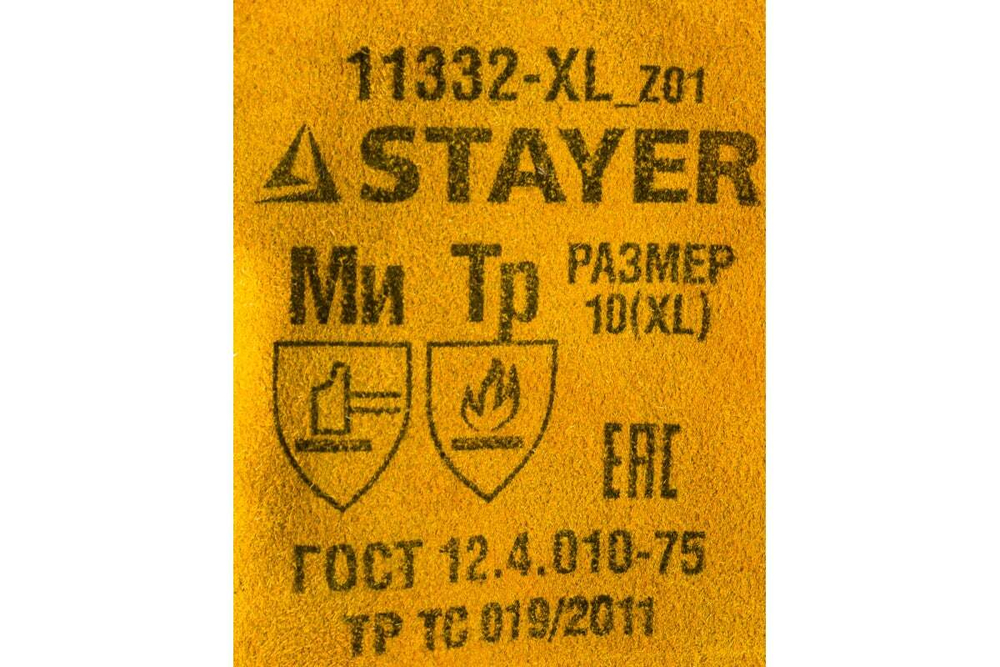 11332-XL_Z01
STAYER
Ми Тр РАЗМЕР
10(XL)
EAC
ГОСТ 12.4.010-75
ТР ТС 019/2011